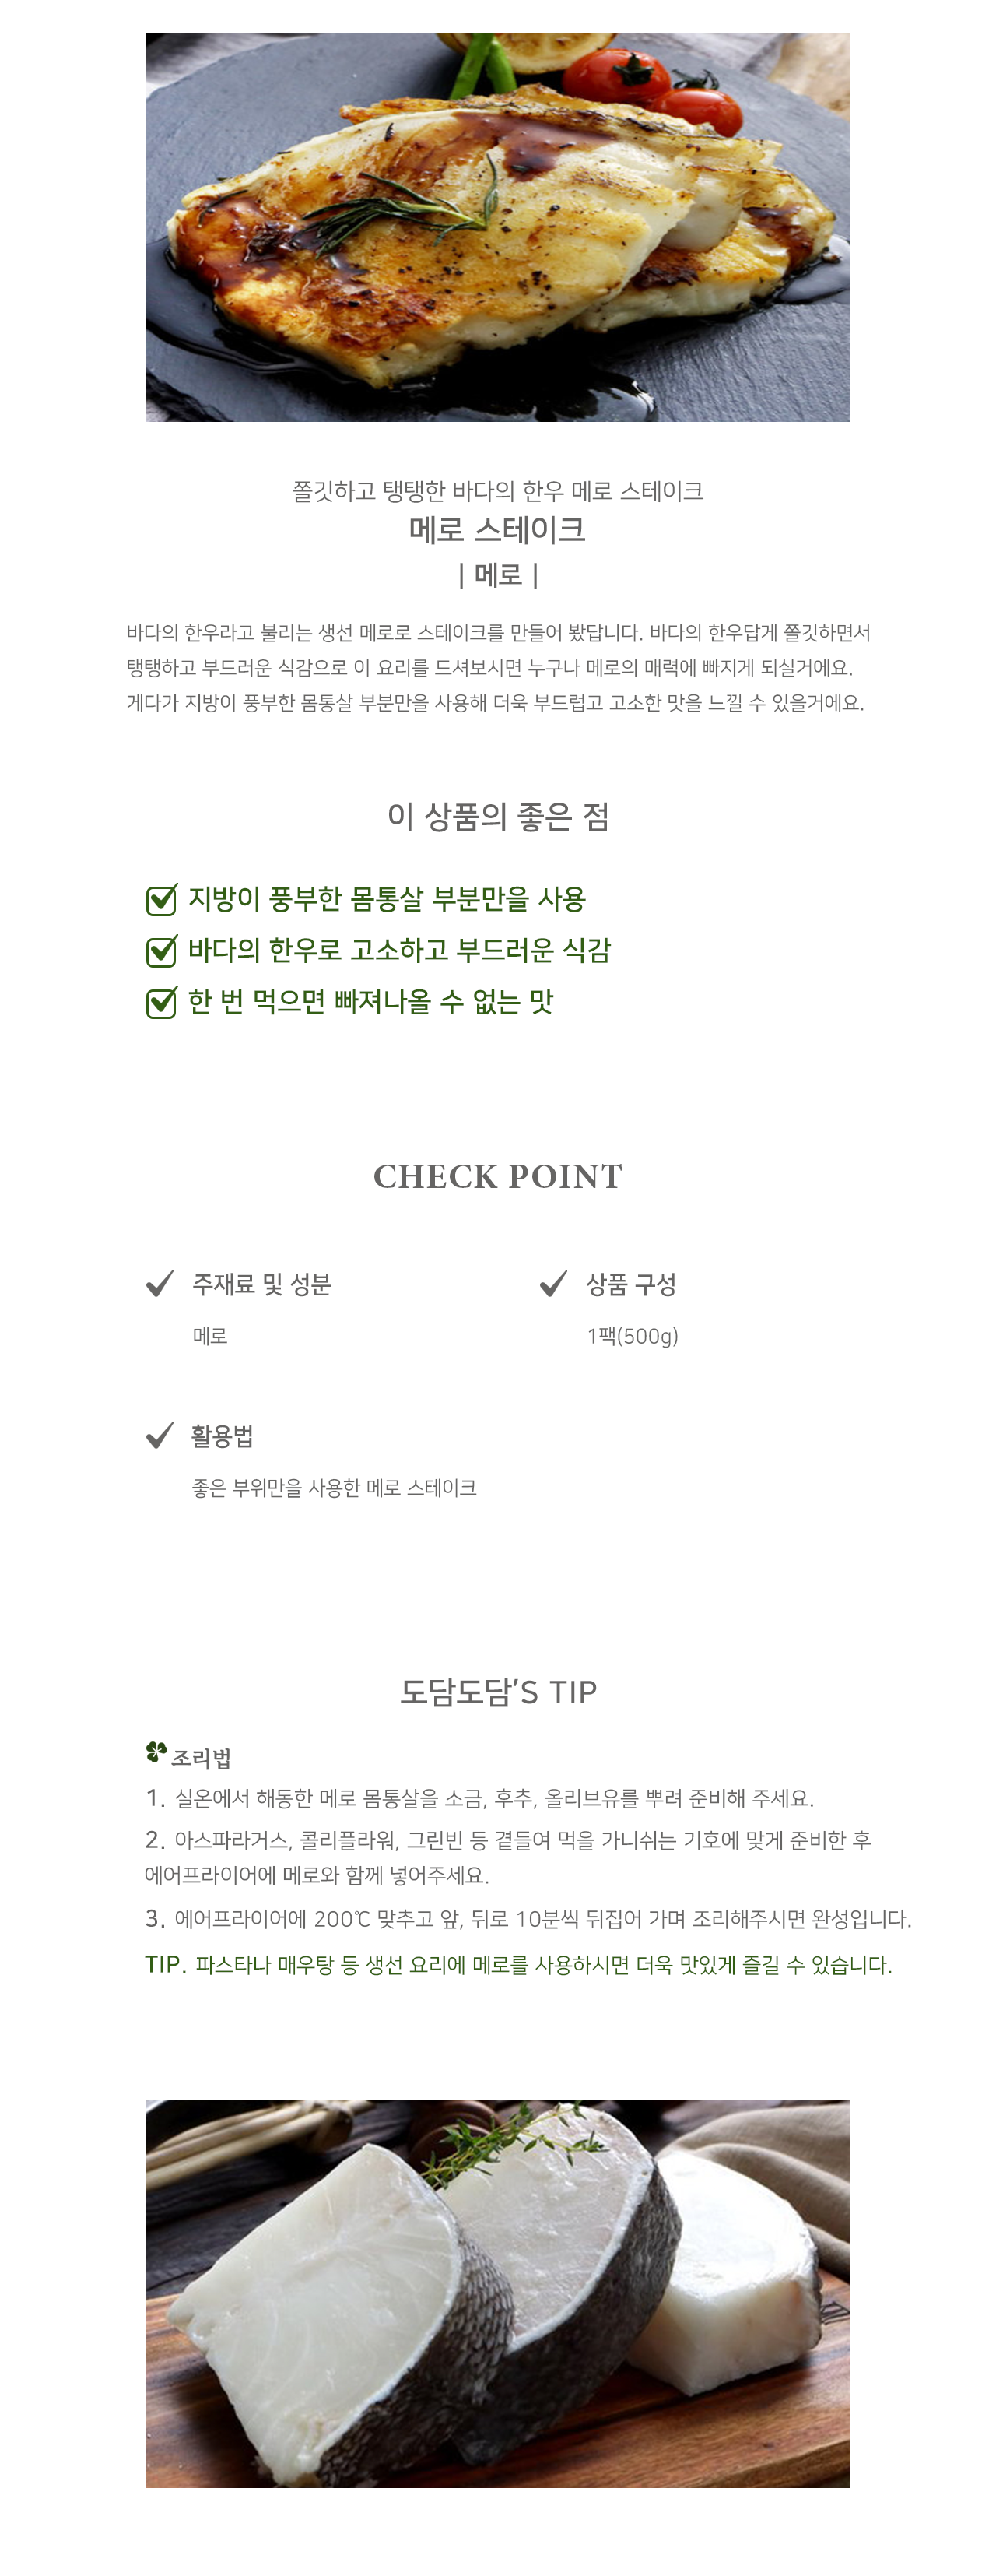 쫄깃하고 탱탱한 바다의 한우 메로 스테이크
메로 스테이크
| 메로 |
바다의 한우라고 불리는 생선 메로로 스테이크를 만들어 봤답니다. 바다의 한우답게 쫄깃하면서
탱탱하고 부드러운 식감으로 이 요리를 드셔보시면 누구나 메로의 매력에 빠지게 되실거에요.
게다가 지방이 풍부한 몸통살 부분만을 사용해 더욱 부드럽고 고소한 맛을 느낄 수 있을거에요.
이 상품의 좋은 점
지방이 풍부한 몸통살 부분만을 사용
바다의 한우로 고소하고 부드러운 식감
한 번 먹으면 빠져나올 수 없는 맛
CHECK POINT
주재료 및 성분
메로
상품 구성
1팩(500g)
활용법
좋은 부위만을 사용한 메로 스테이크
도담도담’S TIP
조리법
1. 실온에서 해동한 메로 몸통살을 소금, 후추, 올리브유를 뿌려 준비해 주세요.
2. 아스파라거스, 콜리플라워, 그린빈 등 곁들여 먹을 가니쉬는 기호에 맞게 준비한 후
에어프라이어에 메로와 함께 넣어주세요.
3. 에어프라이어에 200℃ 맞추고 앞, 뒤로 10분씩 뒤집어 가며 조리해주시면 완성입니다.
TIP. 파스타나 매우탕 등 생선 요리에 메로를 사용하시면 더욱 맛있게 즐길 수 있습니다.